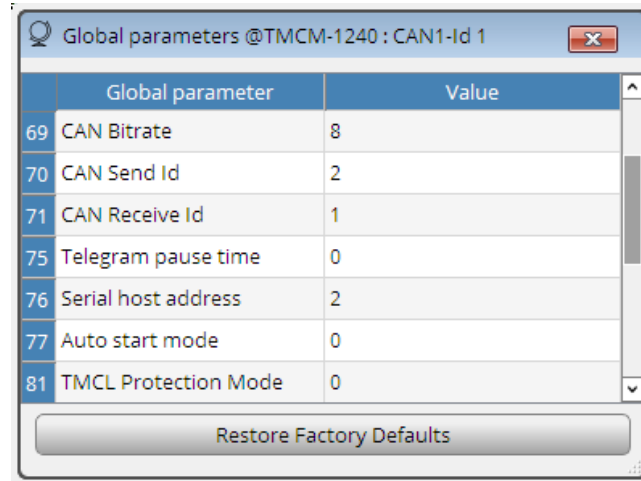 Global parameters @TMCM-1240 : CAN1-Id 1
Global parameter Value
69 CAN Bitrate 8
70 CAN Send Id 2
71 CAN Receive Id 1
75 Telegram pause time 0
76 Serial host address 2
77 Auto start mode 0
81 TMCL Protection Mode 0
Restore Factory Defaults